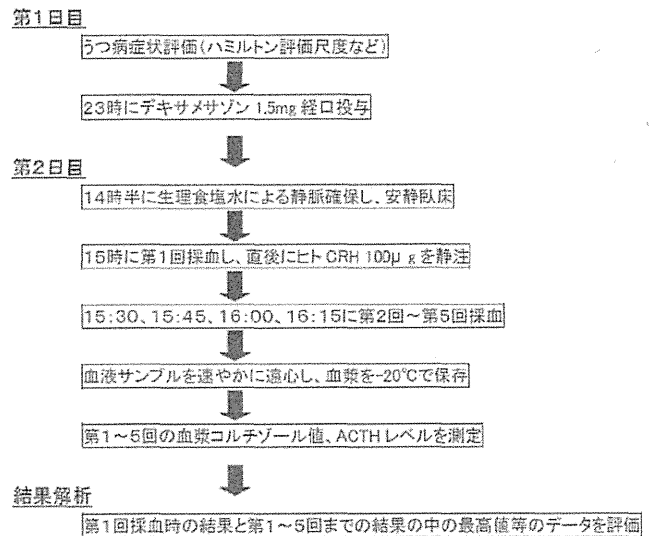 第1日目
うつ病症状評価(ハミルトン評価尺度など)
23時にデキサメサゾン 1.5mg 経口投与
第2日目
14時半に生理食塩水による静脈確保し、安静臥床
15時に第1回採血し、直後にヒト CRH 100μgを静注
15:30、15:45、16:00、16:15に第2回~第5回採血
血液サンプルを速やかに遠心し、血漿を-20℃で保存
第1~5回の血漿コルチゾール値、ACTHレベルを測定
結果解析
第1回採血時の結果と第1~5回までの結果の中の最高値等のデータを評価